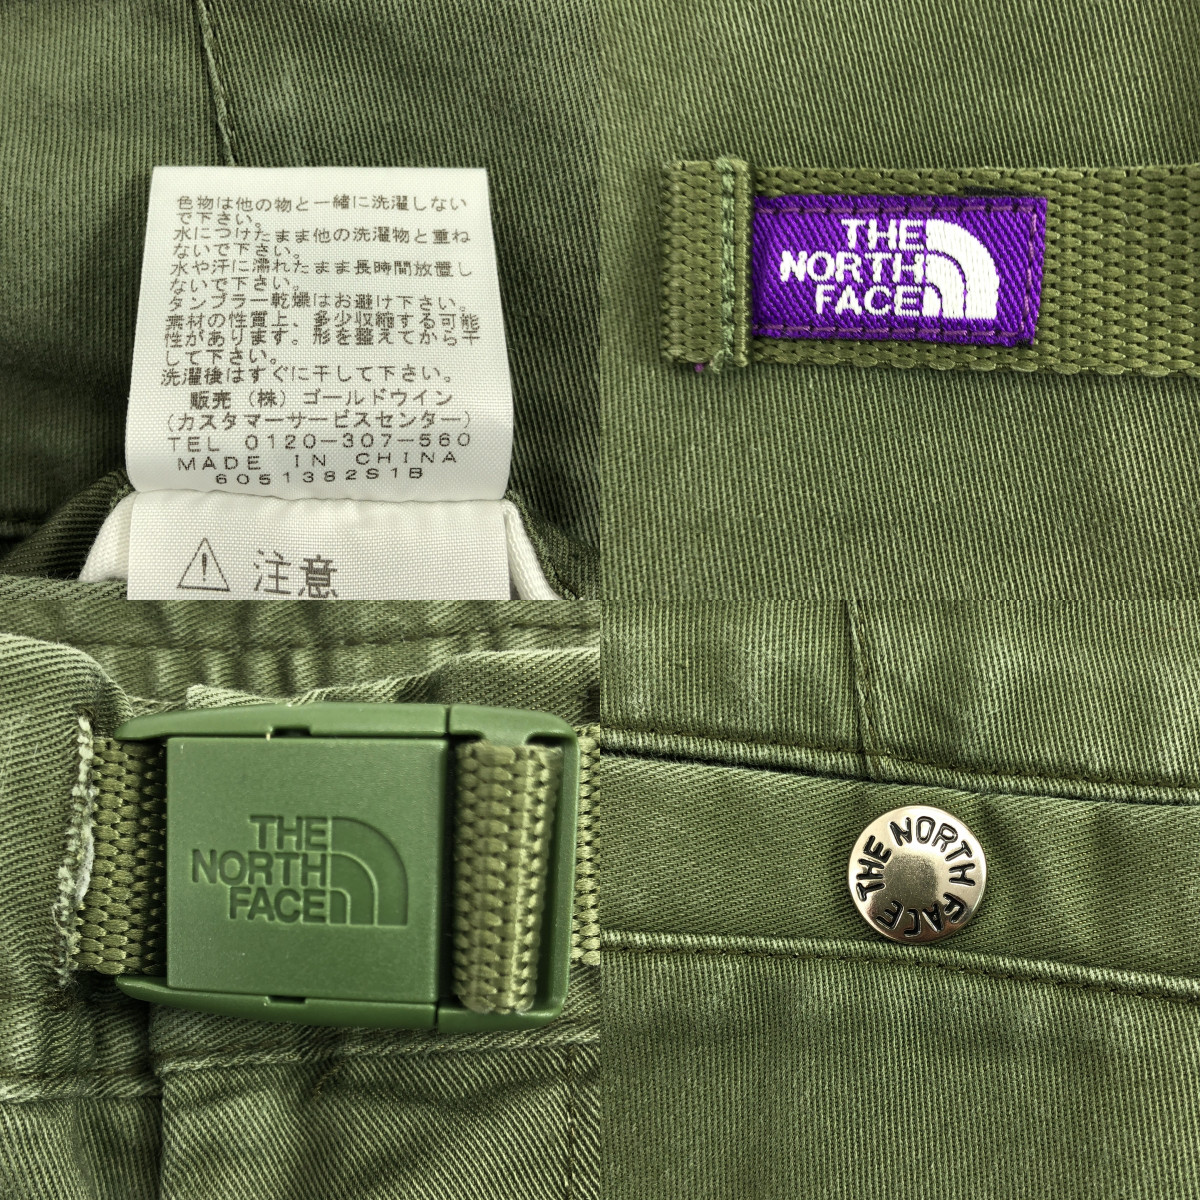 色物は他の物と一緒に洗濯しない
で下さい。
水につけたまま他の洗濯物と重ね
ないで下さい。
水や汗に濡れたまま長時間放置し
ないで下さい。
タンブラー乾燥はお避け下さい。
素材の性質上、多少収縮する可能
性があります。形を整えてから干
して下さい。
洗濯後はすぐに干して下さい。
販売（株）ゴールドウイン
（カスタマーサービスセンター）
TEL 0120-307-560
MADE IN CHINA
6051382S1B
注意
THE
NORTH
FACE
THE
NORTH
FACE
THE NORTH FACE